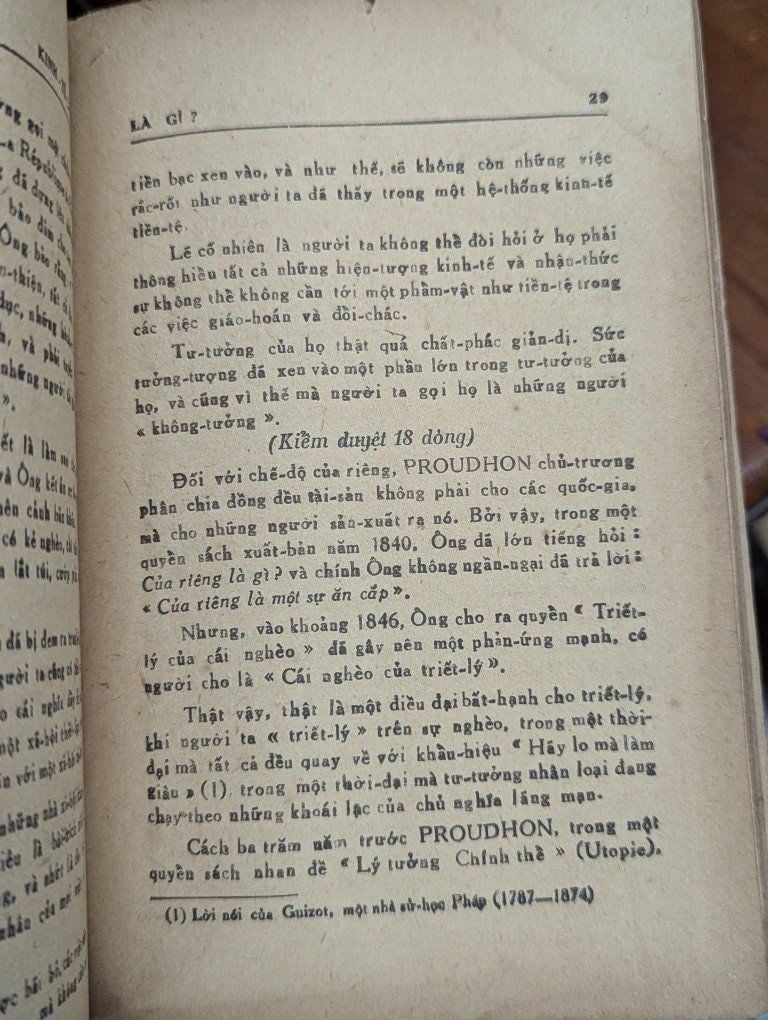 LÀ GÌ ?
29
tiền bạc xen vào, và như thế, sẽ không còn những việc
rắc-rối như người ta đã thấy trong một hệ-thống kinh-tế
tiền-tệ.
Lẽ cố nhiên là người ta không thể đòi hỏi ở họ phải
thông hiểu tất cả những hiện-tượng kinh-tế và nhận-thức
sự không thể không cần tới một phẩm-vật như tiền-tệ trong
các việc giáo-hoán và đổi-chác.
Tư-tưởng của họ thật quá chất-phác giản-dị. Sức
tưởng-tượng đã xen vào một phần lớn trong tư-tưởng của
họ, và cũng vì thế mà người ta gọi họ là những người
« không-tưởng ».
(Kiểm duyệt 18 dòng)
Đối với chế-độ của riêng, PROUDHON chủ-trương
phân chia đồng đều tài-sản không phải cho các quốc-gia,
mà cho những người sản-xuất ra nó. Bởi vậy, trong một
quyển sách xuất-bản năm 1840, Ông đã lớn tiếng hỏi :
Của riêng là gì ? và chính Ông không ngần-ngại đã trả lời :
« Của riêng là một sự ăn cắp ».
Nhưng, vào khoảng 1846, Ông cho ra quyển « Triết-
lý của cái nghèo » đã gây nên một phản-ứng mạnh, có
người cho là « Cái nghèo của triết-lý ».
Thật vậy, thật là một điều đại bất-hạnh cho triết-lý,
khi người ta « triết-lý » trên sự nghèo, trong một thời-
đại mà tất cả đều quay về với khẩu-hiệu « Hãy lo mà làm
giàu » (1), trong một thời-đại mà tư-tưởng nhân loại đang
chạy theo những khoái lạc của chủ nghĩa lãng mạn.
Cách ba trăm năm trước PROUDHON, trong một
quyển sách nhan đề « Lý tưởng Chính thể » (Utopie),
(1) Lời nói của Guizot, một nhà sử-học Pháp (1787—1874)